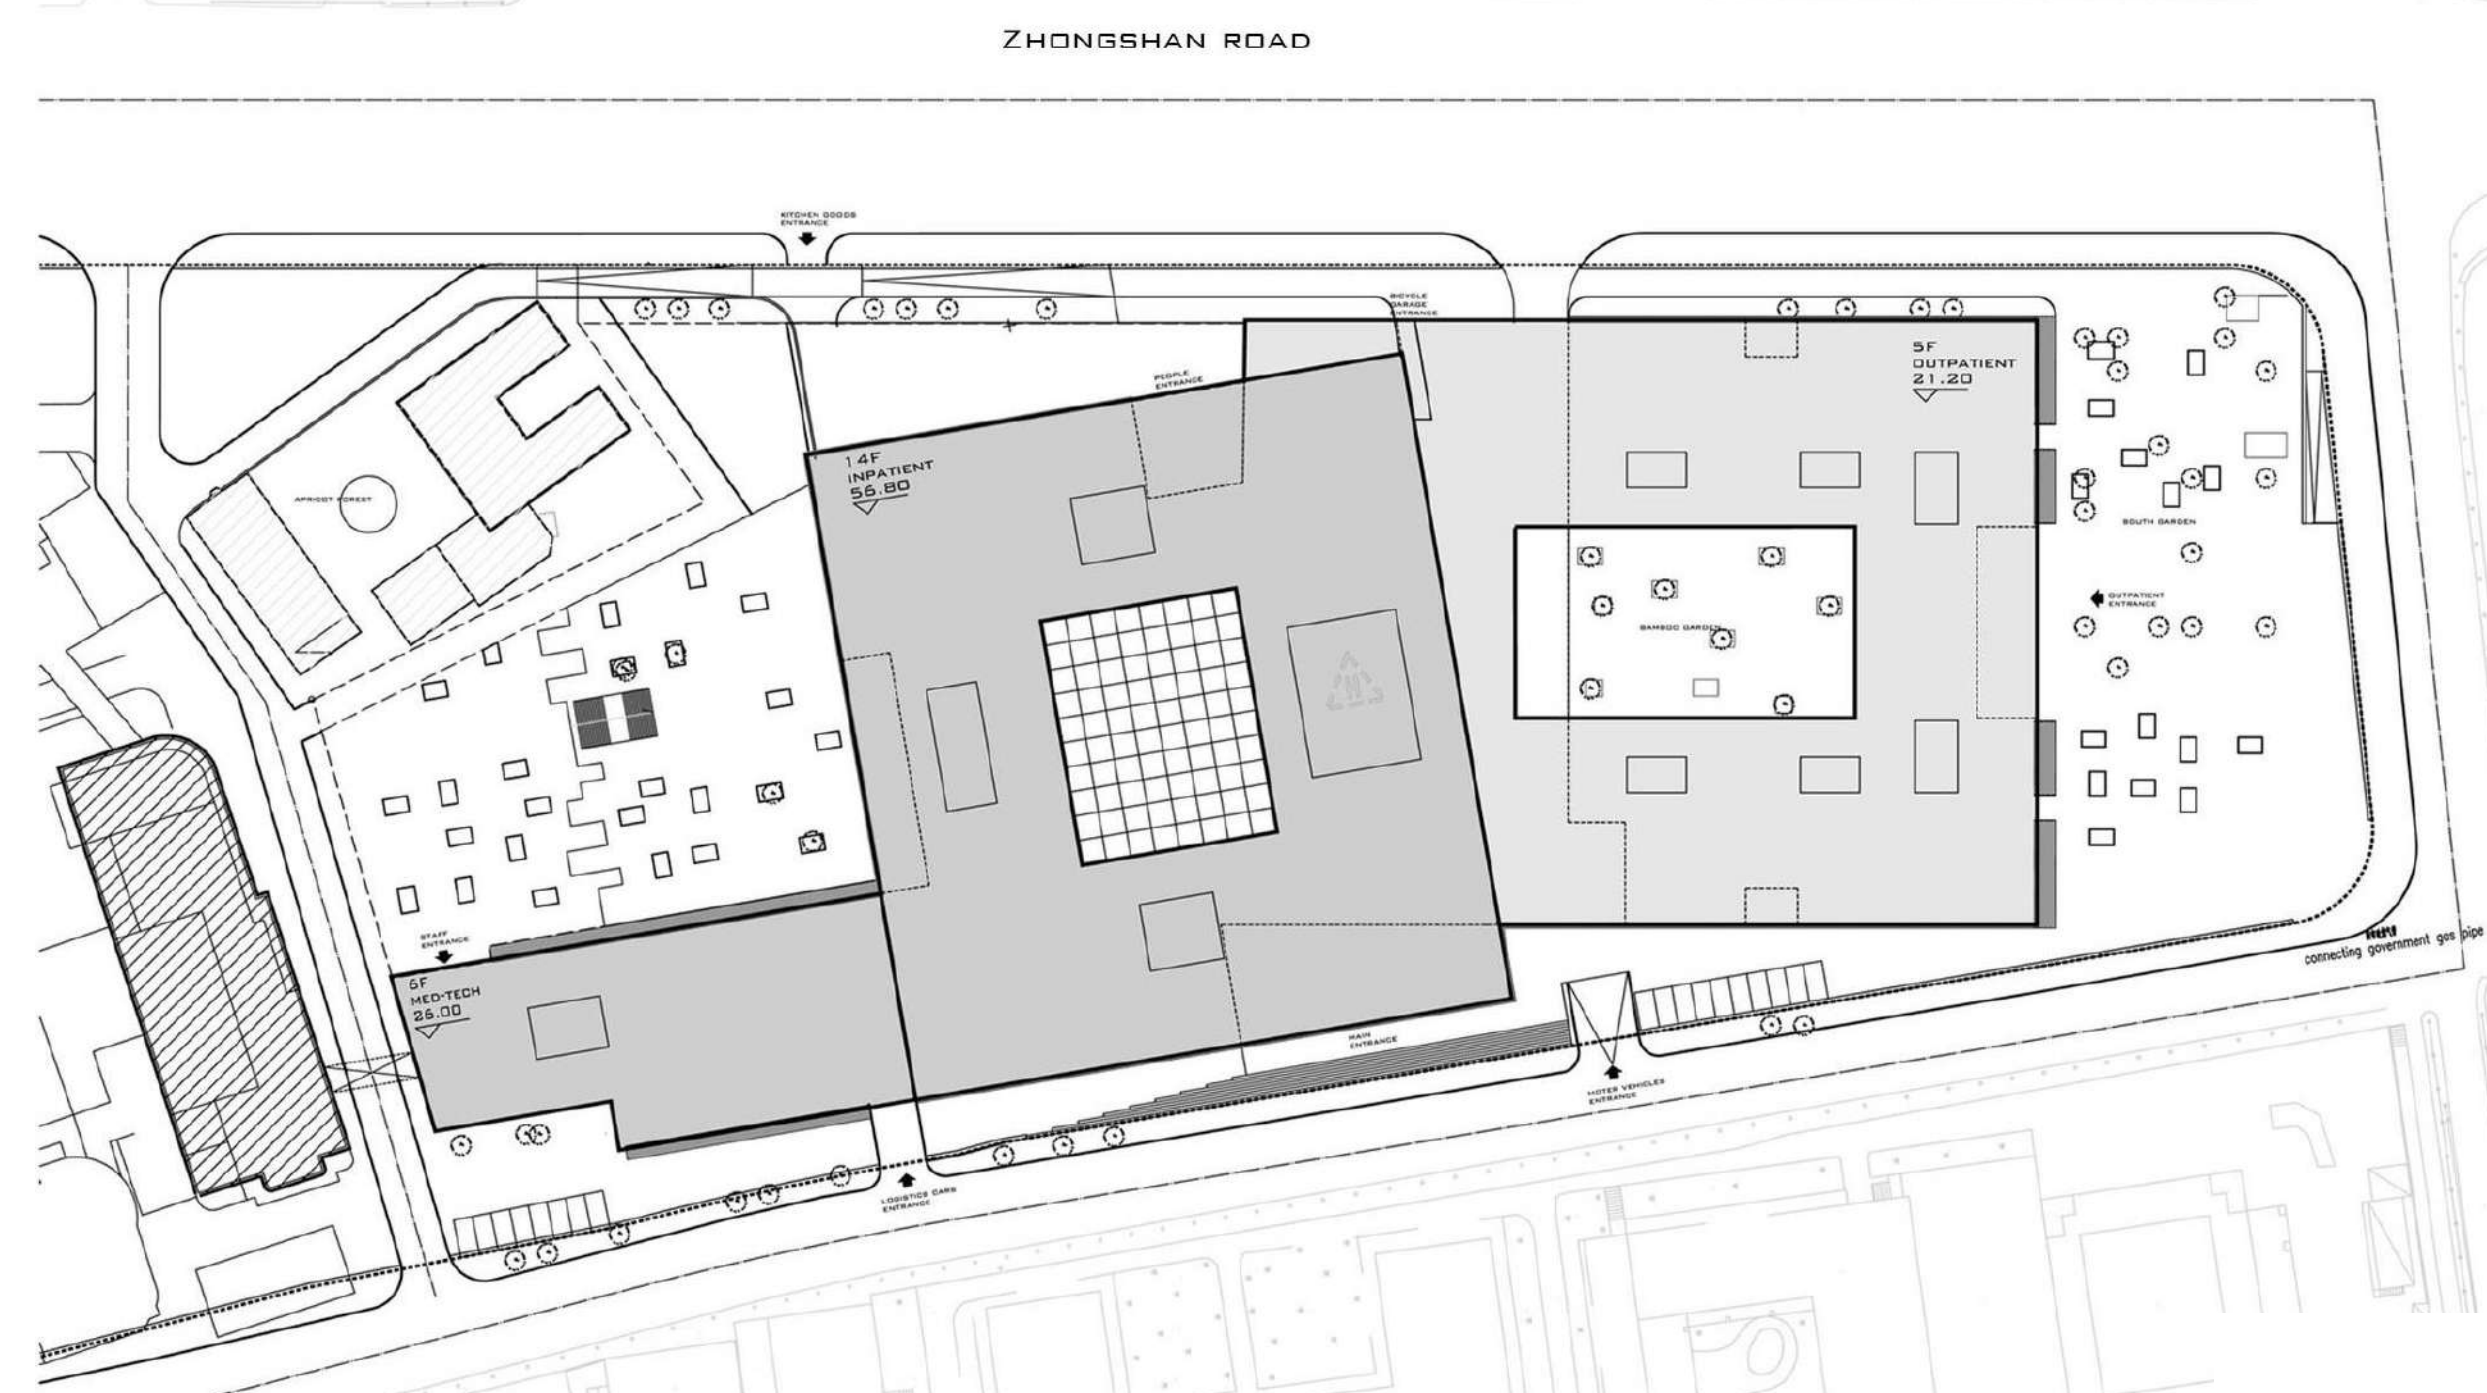 ZHONGSHAN ROAD
KITCHEN GOODS
ENTRANCE
BICYCLE
GARAGE
ENTRANCE
PEOPLE
ENTRANCE
5F
OUTPATIENT
21.20
14F
INPATIENT
56.80
APRICOT FOREST
SOUTH GARDEN
OUTPATIENT
ENTRANCE
BAMBOO GARDEN
STAFF
ENTRANCE
6F
MED-TECH
26.00
connecting government gas pipe
MAIN
ENTRANCE
MOTER VEHICLES
ENTRANCE
LOGISTICS CARS
ENTRANCE